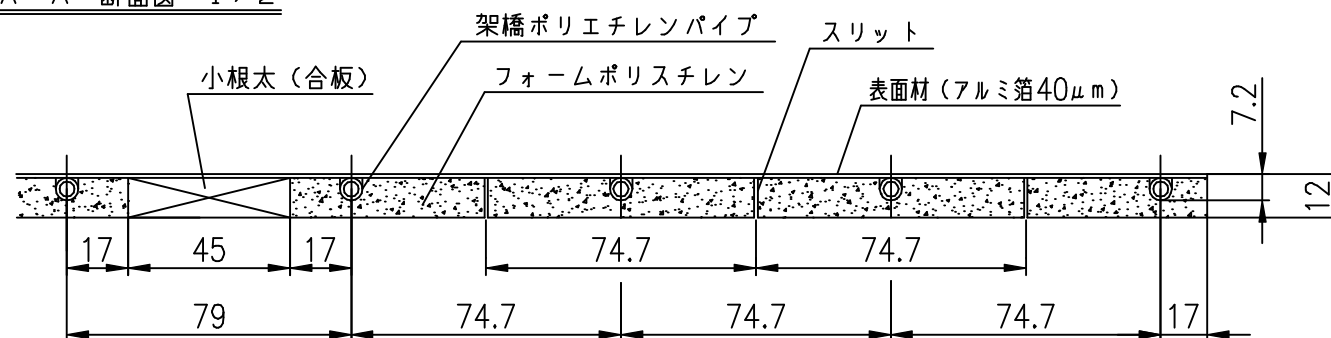 架橋ポリエチレンパイプ
スリット
小根太（合板）
フォームポリスチレン
表面材（アルミ箔40μm）
7.2
12
17
45
17
74.7
74.7
79
74.7
74.7
74.7
17